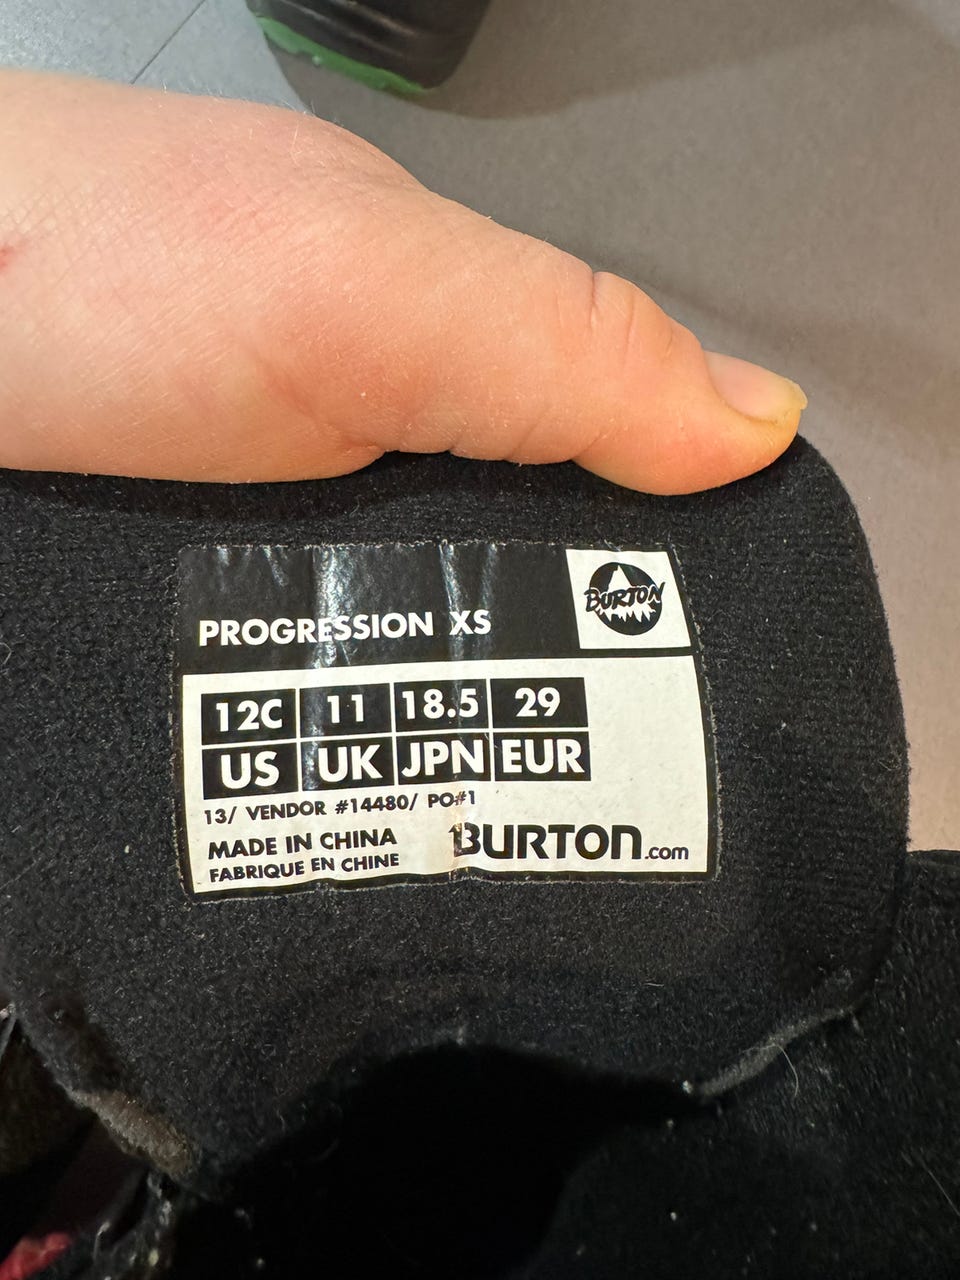 PROGRESSION XS
BURTON
12C 11 18.5 29
US UK JPN EUR
13/ VENDOR #14480/ PO#1
MADE IN CHINA
FABRIQUE EN CHINE
BURTON.com